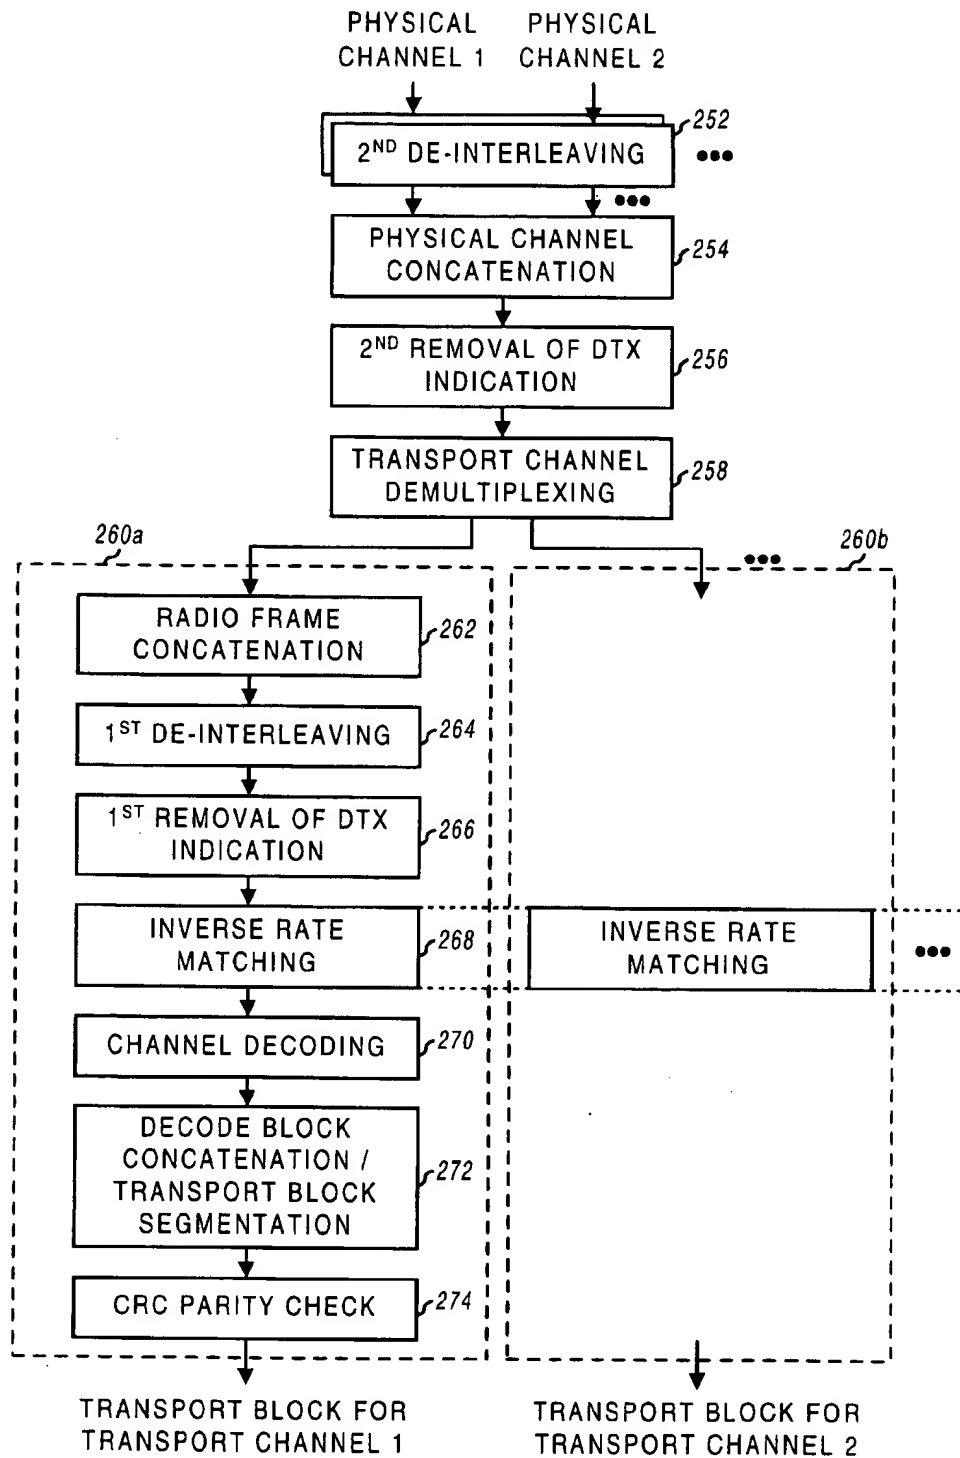 PHYSICAL CHANNEL 1
PHYSICAL CHANNEL 2
252
2ND DE-INTERLEAVING
PHYSICAL CHANNEL
CONCATENATION
254
2ND REMOVAL OF DTX
INDICATION
256
TRANSPORT CHANNEL
DEMULTIPLEXING
258
260a
260b
RADIO FRAME
CONCATENATION
262
1ST DE-INTERLEAVING
264
1ST REMOVAL OF DTX
INDICATION
266
INVERSE RATE
MATCHING
268
INVERSE RATE
MATCHING
CHANNEL DECODING
270
DECODE BLOCK
CONCATENATION /
TRANSPORT BLOCK
SEGMENTATION
272
CRC PARITY CHECK
274
TRANSPORT BLOCK FOR
TRANSPORT CHANNEL 1
TRANSPORT BLOCK FOR
TRANSPORT CHANNEL 2